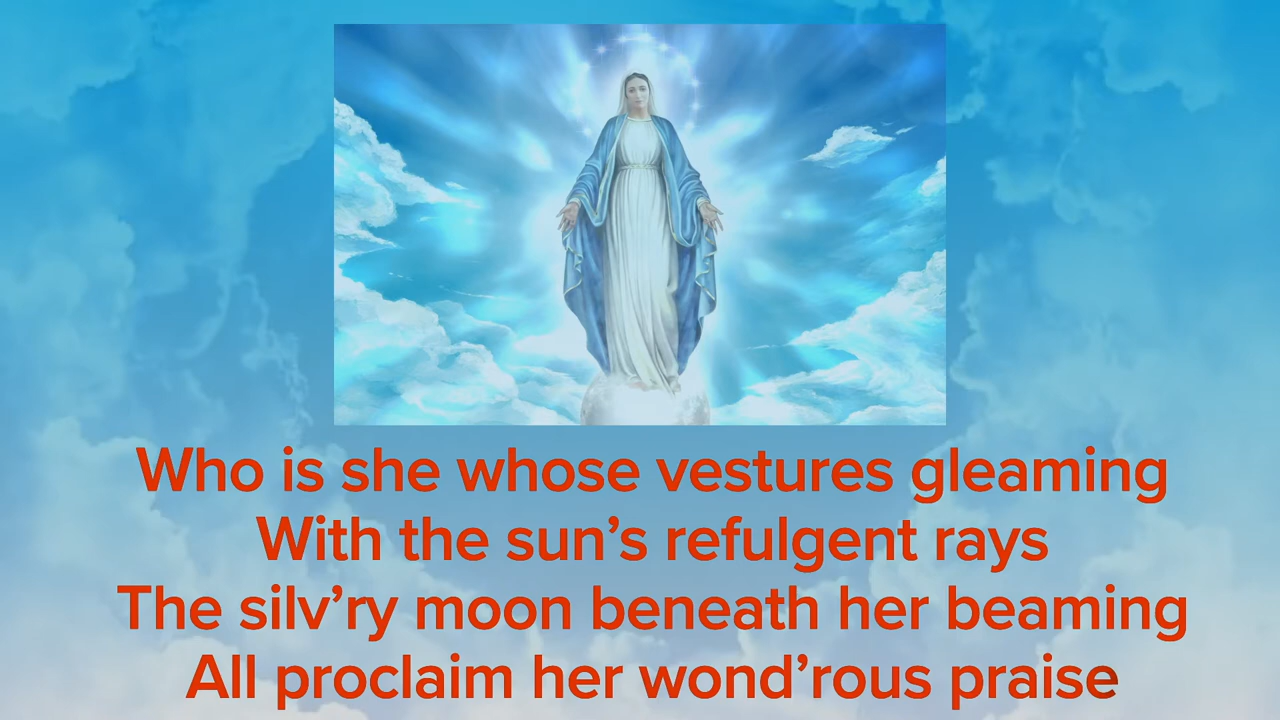 Who is she whose vestures gleaming
With the sun’s refulgent rays
The silv’ry moon beneath her beaming
All proclaim her wond’rous praise